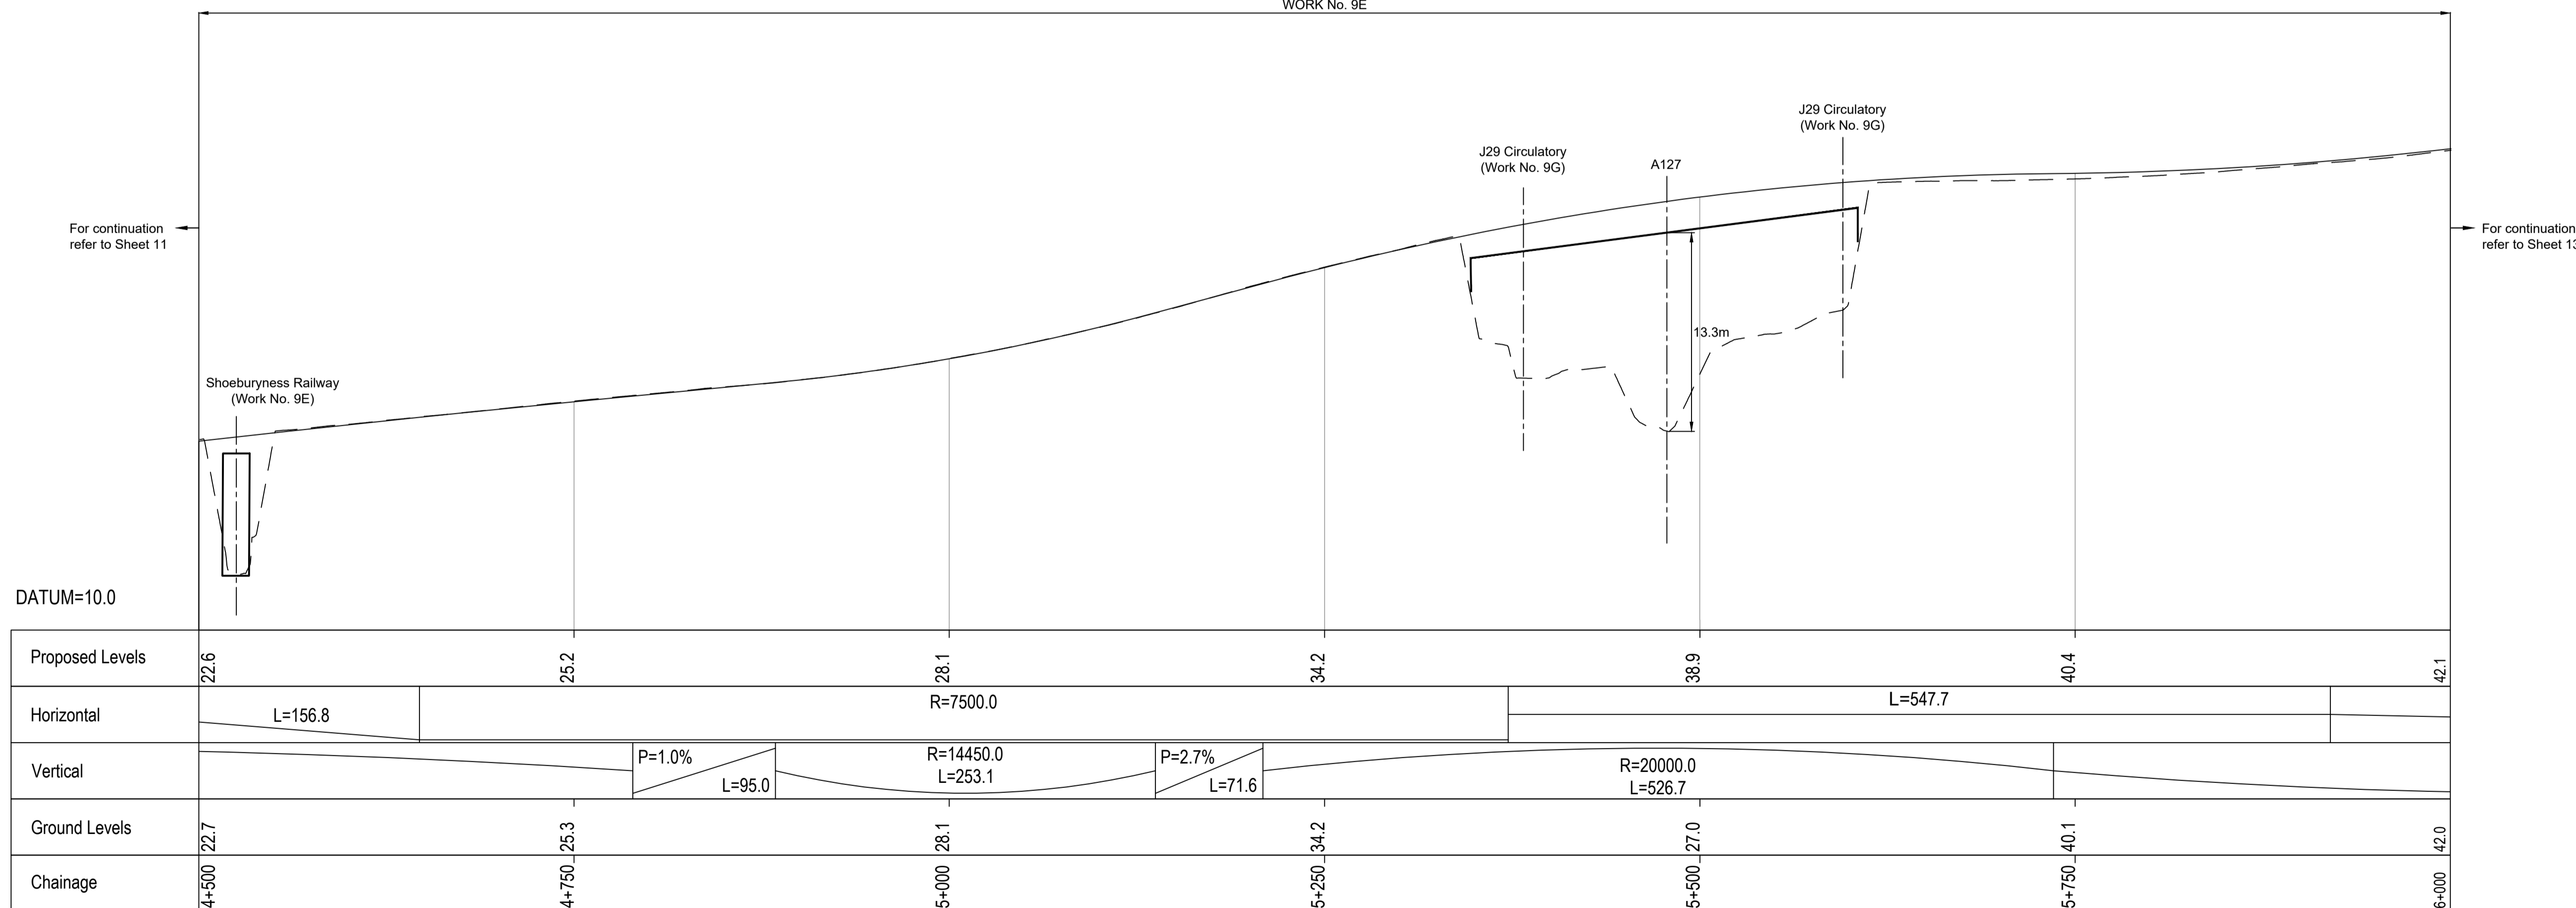 WORK No. 9E
J29 Circulatory
(Work No. 9G)
J29 Circulatory
(Work No. 9G)
A127
For continuation
refer to Sheet 11
For continuation
refer to Sheet 13
13.3m
Shoeburyness Railway
(Work No. 9E)
DATUM=10.0
Proposed Levels 22.6 25.2 28.1 34.2 38.9 40.4 42.1
Horizontal L=156.8 R=7500.0 L=547.7
Vertical P=1.0% L=95.0 R=14450.0 L=253.1 P=2.7% L=71.6 R=20000.0 L=526.7
Ground Levels 22.7 25.3 28.1 34.2 27.0 40.1 42.0
Chainage 4+500 4+750 5+000 5+250 5+500 5+750 6+000